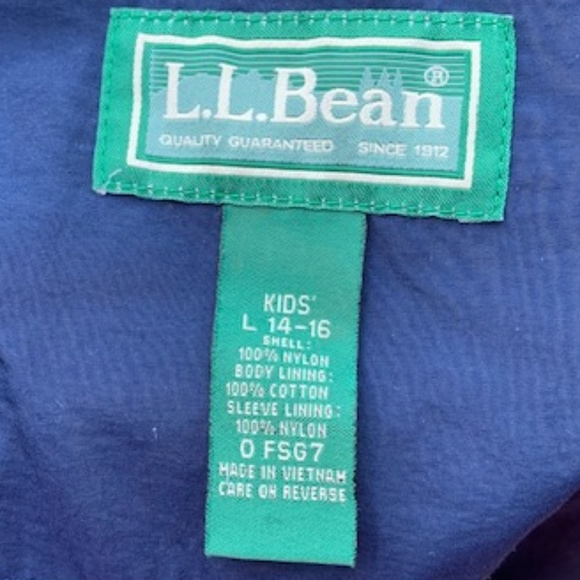 L.L.Bean®
QUALITY GUARANTEED SINCE 1912
KIDS'
L 14-16
SHELL:
100% NYLON
BODY LINING:
100% COTTON
SLEEVE LINING:
100% NYLON
0 FSG7
MADE IN VIETNAM
CARE ON REVERSE